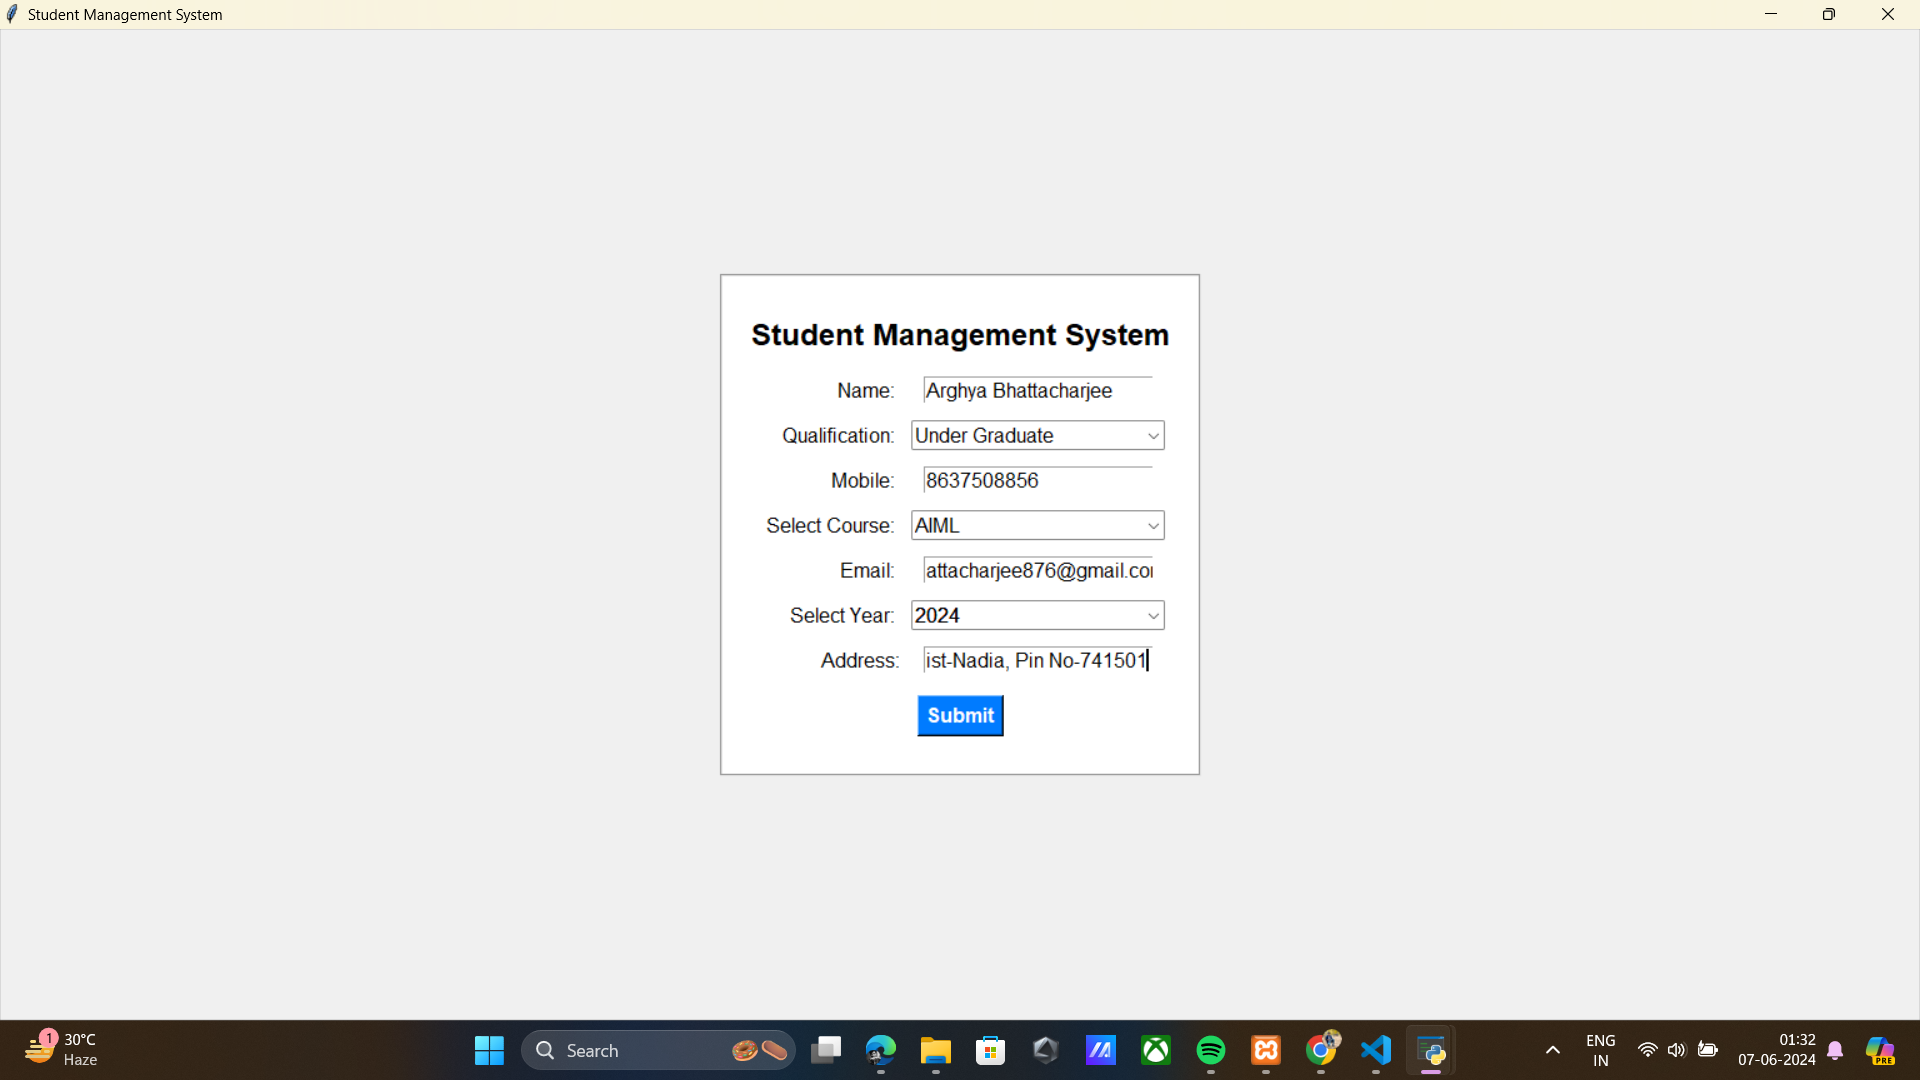 Student Management System
Student Management System
Name: Arghya Bhattacharjee
Qualification: Under Graduate
Mobile: 8637508856
Select Course: AIML
Email: attacharjee876@gmail.co
Select Year: 2024
Address: ist-Nadia, Pin No-741501
Submit
1
30°C
Haze
Search
ENG
IN
01:32
07-06-2024
PRE